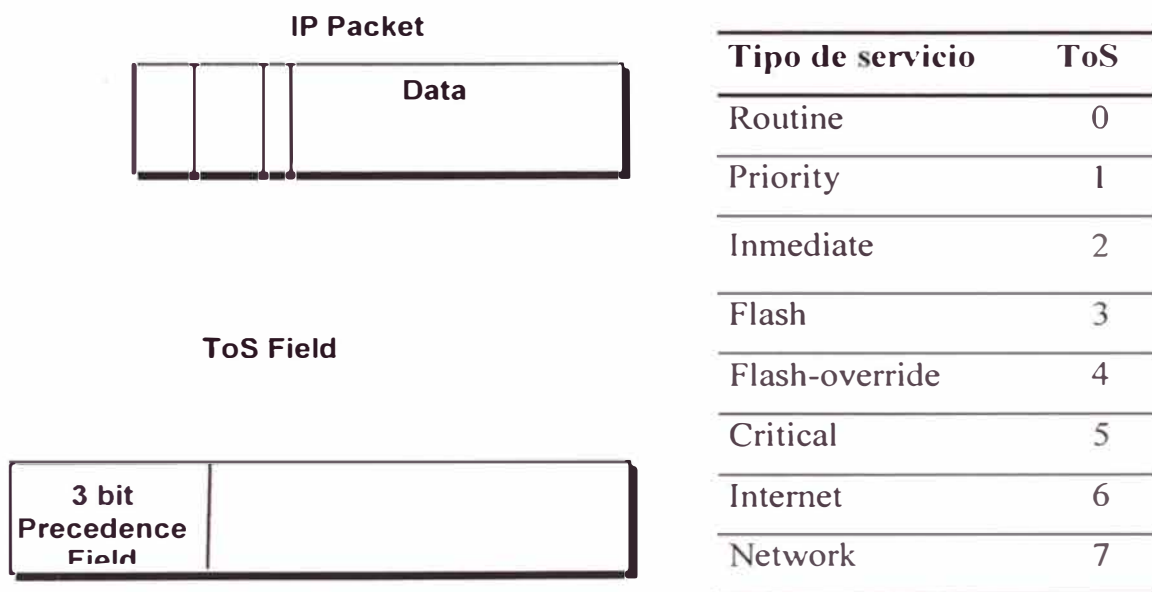 IP Packet
Data
ToS Field
3 bit
Precedence
Field
Tipo de servicio ToS
Routine 0
Priority 1
Inmediate 2
Flash 3
Flash-override 4
Critical 5
Internet 6
Network 7